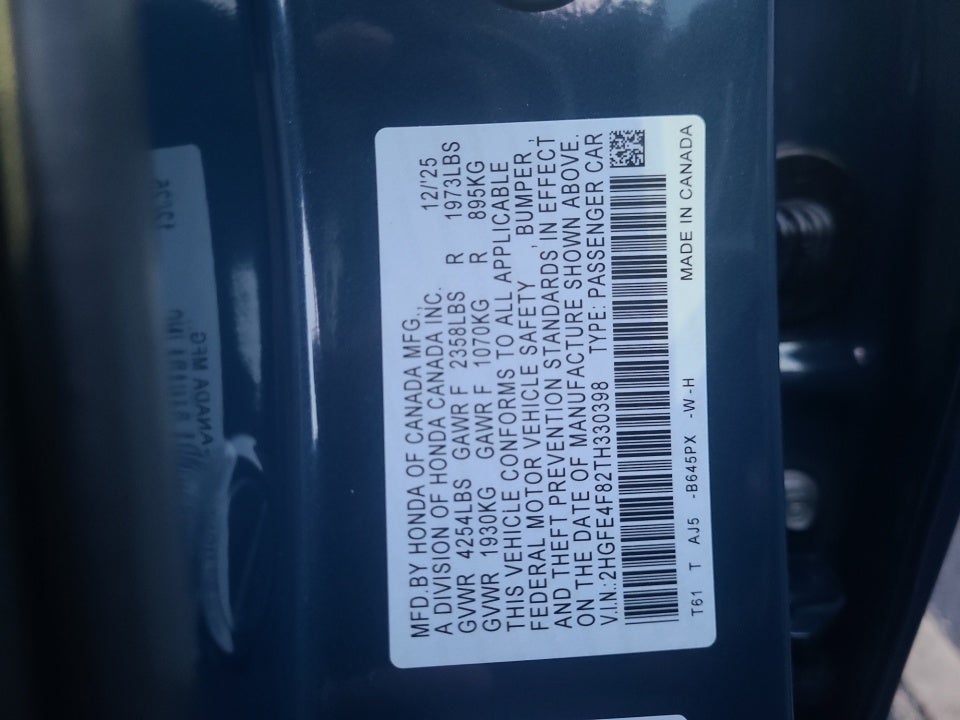 MFD.BY HONDA OF CANADA MFG.,
A DIVISION OF HONDA CANADA INC. 12/'25
GVWR 4254LBS GAWR F 2358LBS R 1973LBS
GVWR 1930KG GAWR F 1070KG R 895KG
THIS VEHICLE CONFORMS TO ALL APPLICABLE
FEDERAL MOTOR VEHICLE SAFETY , BUMPER ,
AND THEFT PREVENTION STANDARDS IN EFFECT
ON THE DATE OF MANUFACTURE SHOWN ABOVE.
V.I.N.:2HGFE4F82TH330398 TYPE: PASSENGER CAR
MADE IN CANADA
T61 T AJ5 -B645PX -W-H